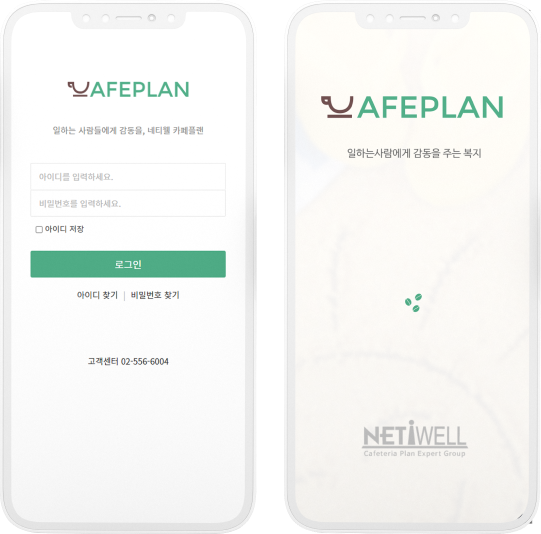 CAFEPLAN
일하는 사람들에게 감동을, 네티웰 카페플랜
아이디를 입력하세요.
비밀번호를 입력하세요.
아이디 저장
로그인
아이디 찾기 | 비밀번호 찾기
고객센터 02-556-6004
CAFEPLAN
일하는사람에게 감동을 주는 복지
NETiWELL
Cafeteria Plan Expert Group